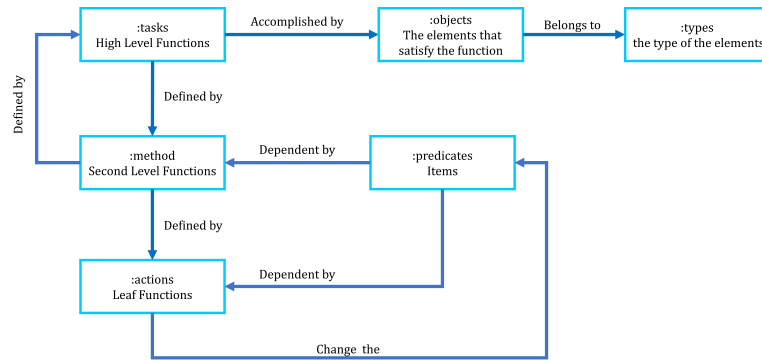 :tasks
High Level Functions
Accomplished by
:objects
The elements that
satisfy the function
Belongs to
:types
the type of the elements
Defined by
Defined by
:method
Second Level Functions
Dependent by
:predicates
Items
Defined by
:actions
Leaf Functions
Dependent by
Change the